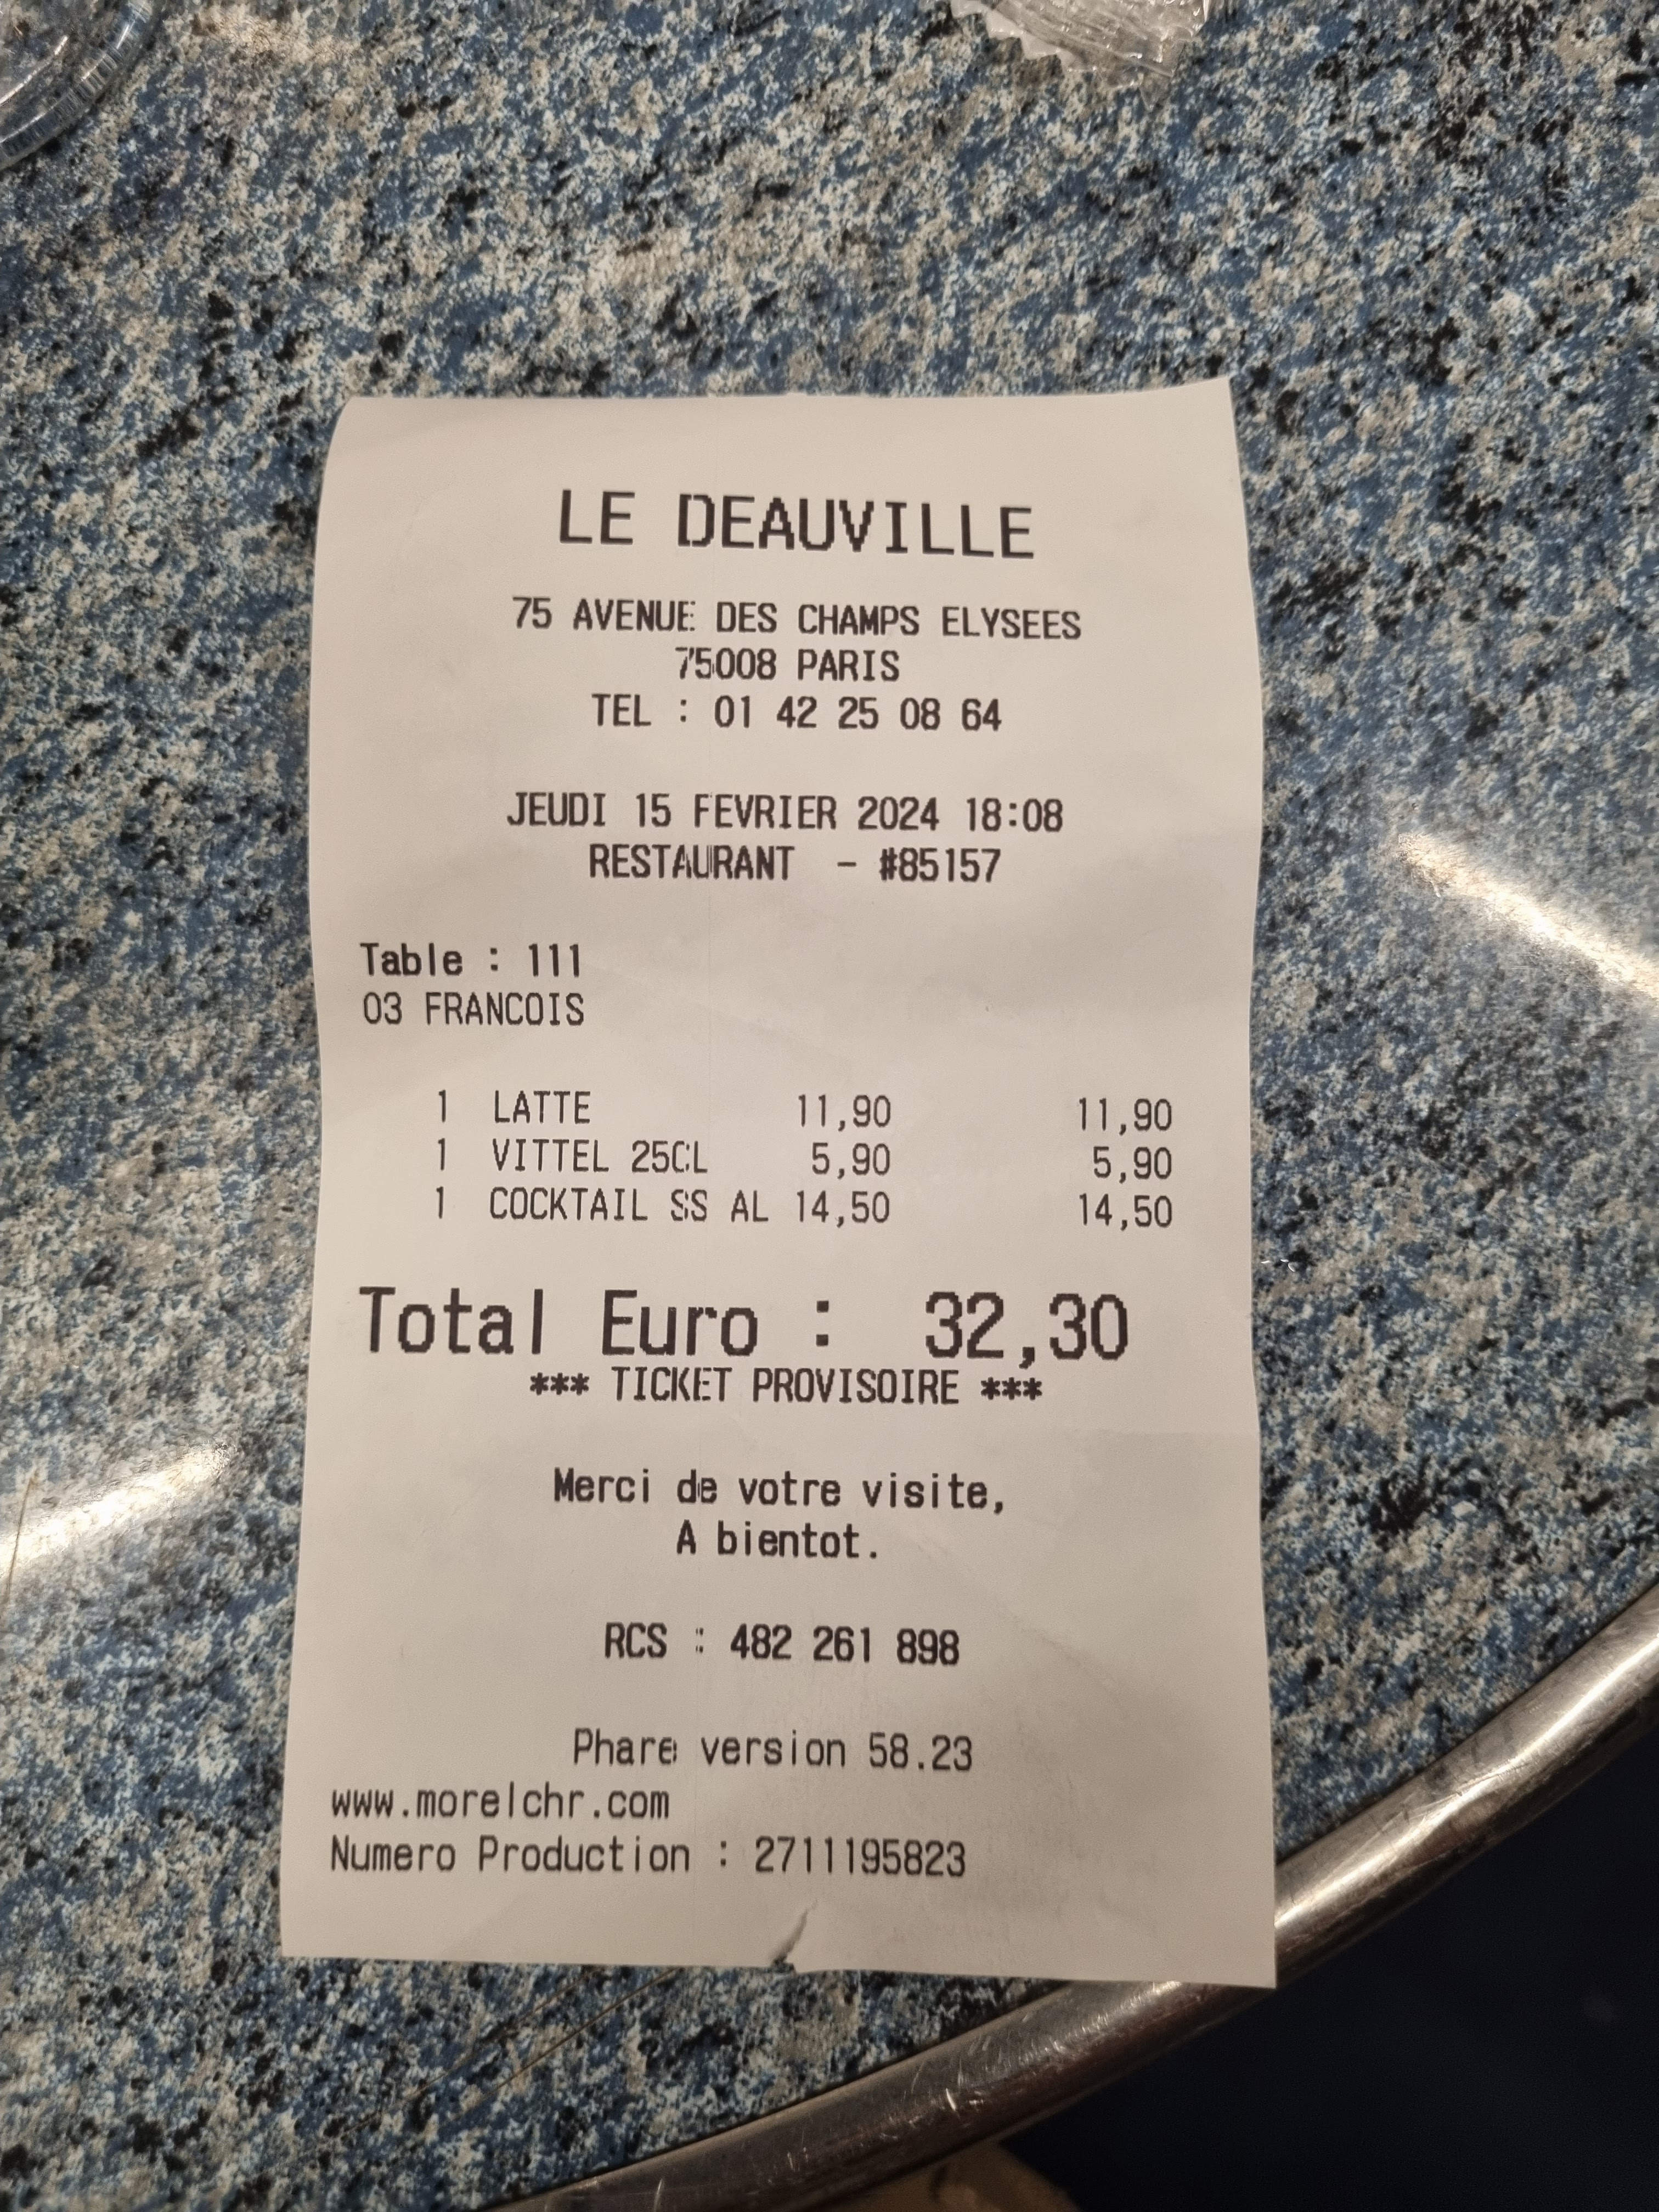 LE DEAUVILLE
75 AVENUE DES CHAMPS ELYSEES
75008 PARIS
TEL : 01 42 25 08 64
JEUDI 15 FEVRIER 2024 18:08
RESTAURANT - #85157
Table : 111
03 FRANCOIS
1 LATTE 11,90 11,90
1 VITTEL 25CL 5,90 5,90
1 COCKTAIL SS AL 14,50 14,50
Total Euro : 32,30
*** TICKET PROVISOIRE ***
Merci de votre visite,
A bientot.
RCS : 482 261 898
Phare version 58.23
www.morelchr.com
Numero Production : 2711195823